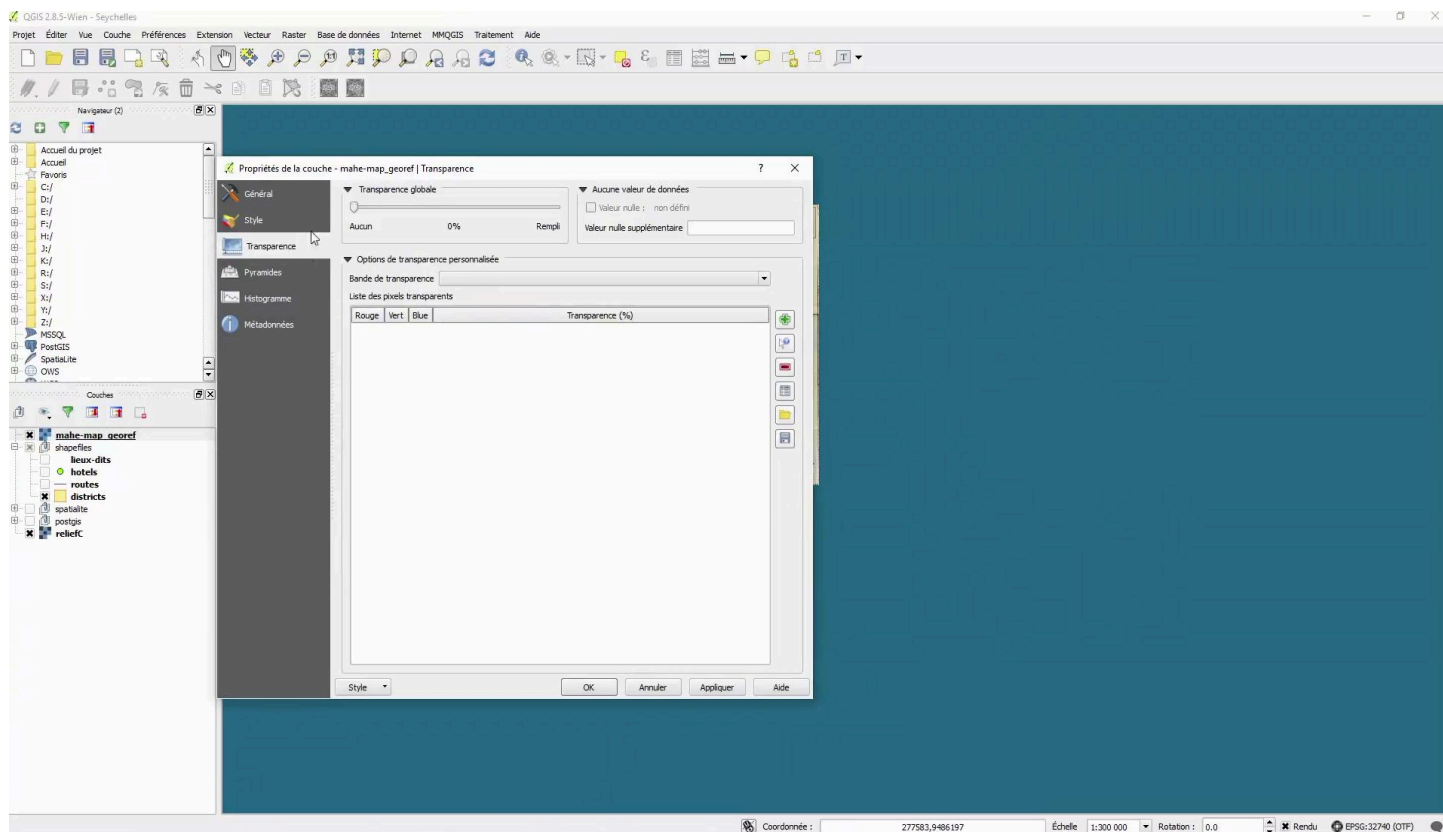 QGIS 2.8.5-Wien - Seychelles
Projet Éditer Vue Couche Préférences Extension Vecteur Raster Base de données Internet MMQGIS Traitement Aide
Navigateur (2)
Accueil du projet
Accueil
Favoris
C:/
D:/
E:/
F:/
H:/
J:/
K:/
R:/
S:/
X:/
Y:/
Z:/
MSSQL
PostGIS
SpatiaLite
OWS
Couches
mahe-map_georef
shapefiles
lieux-dits
hotels
routes
districts
spatialite
postgis
reliefC
Propriétés de la couche - mahe-map_georef | Transparence
Général
Style
Transparence
Pyramides
Histogramme
Métadonnées
Transparence globale
Aucun 0% Rempli
Aucune valeur de données
Valeur nulle : non défini
Valeur nulle supplémentaire
Options de transparence personnalisée
Bande de transparence
Liste des pixels transparents
Rouge Vert Blue Transparence (%)
Style OK Annuler Appliquer Aide
Coordonnée : 277583,9486197 Échelle 1:300 000 Rotation : 0.0 Rendu EPSG:32740 (OTF)